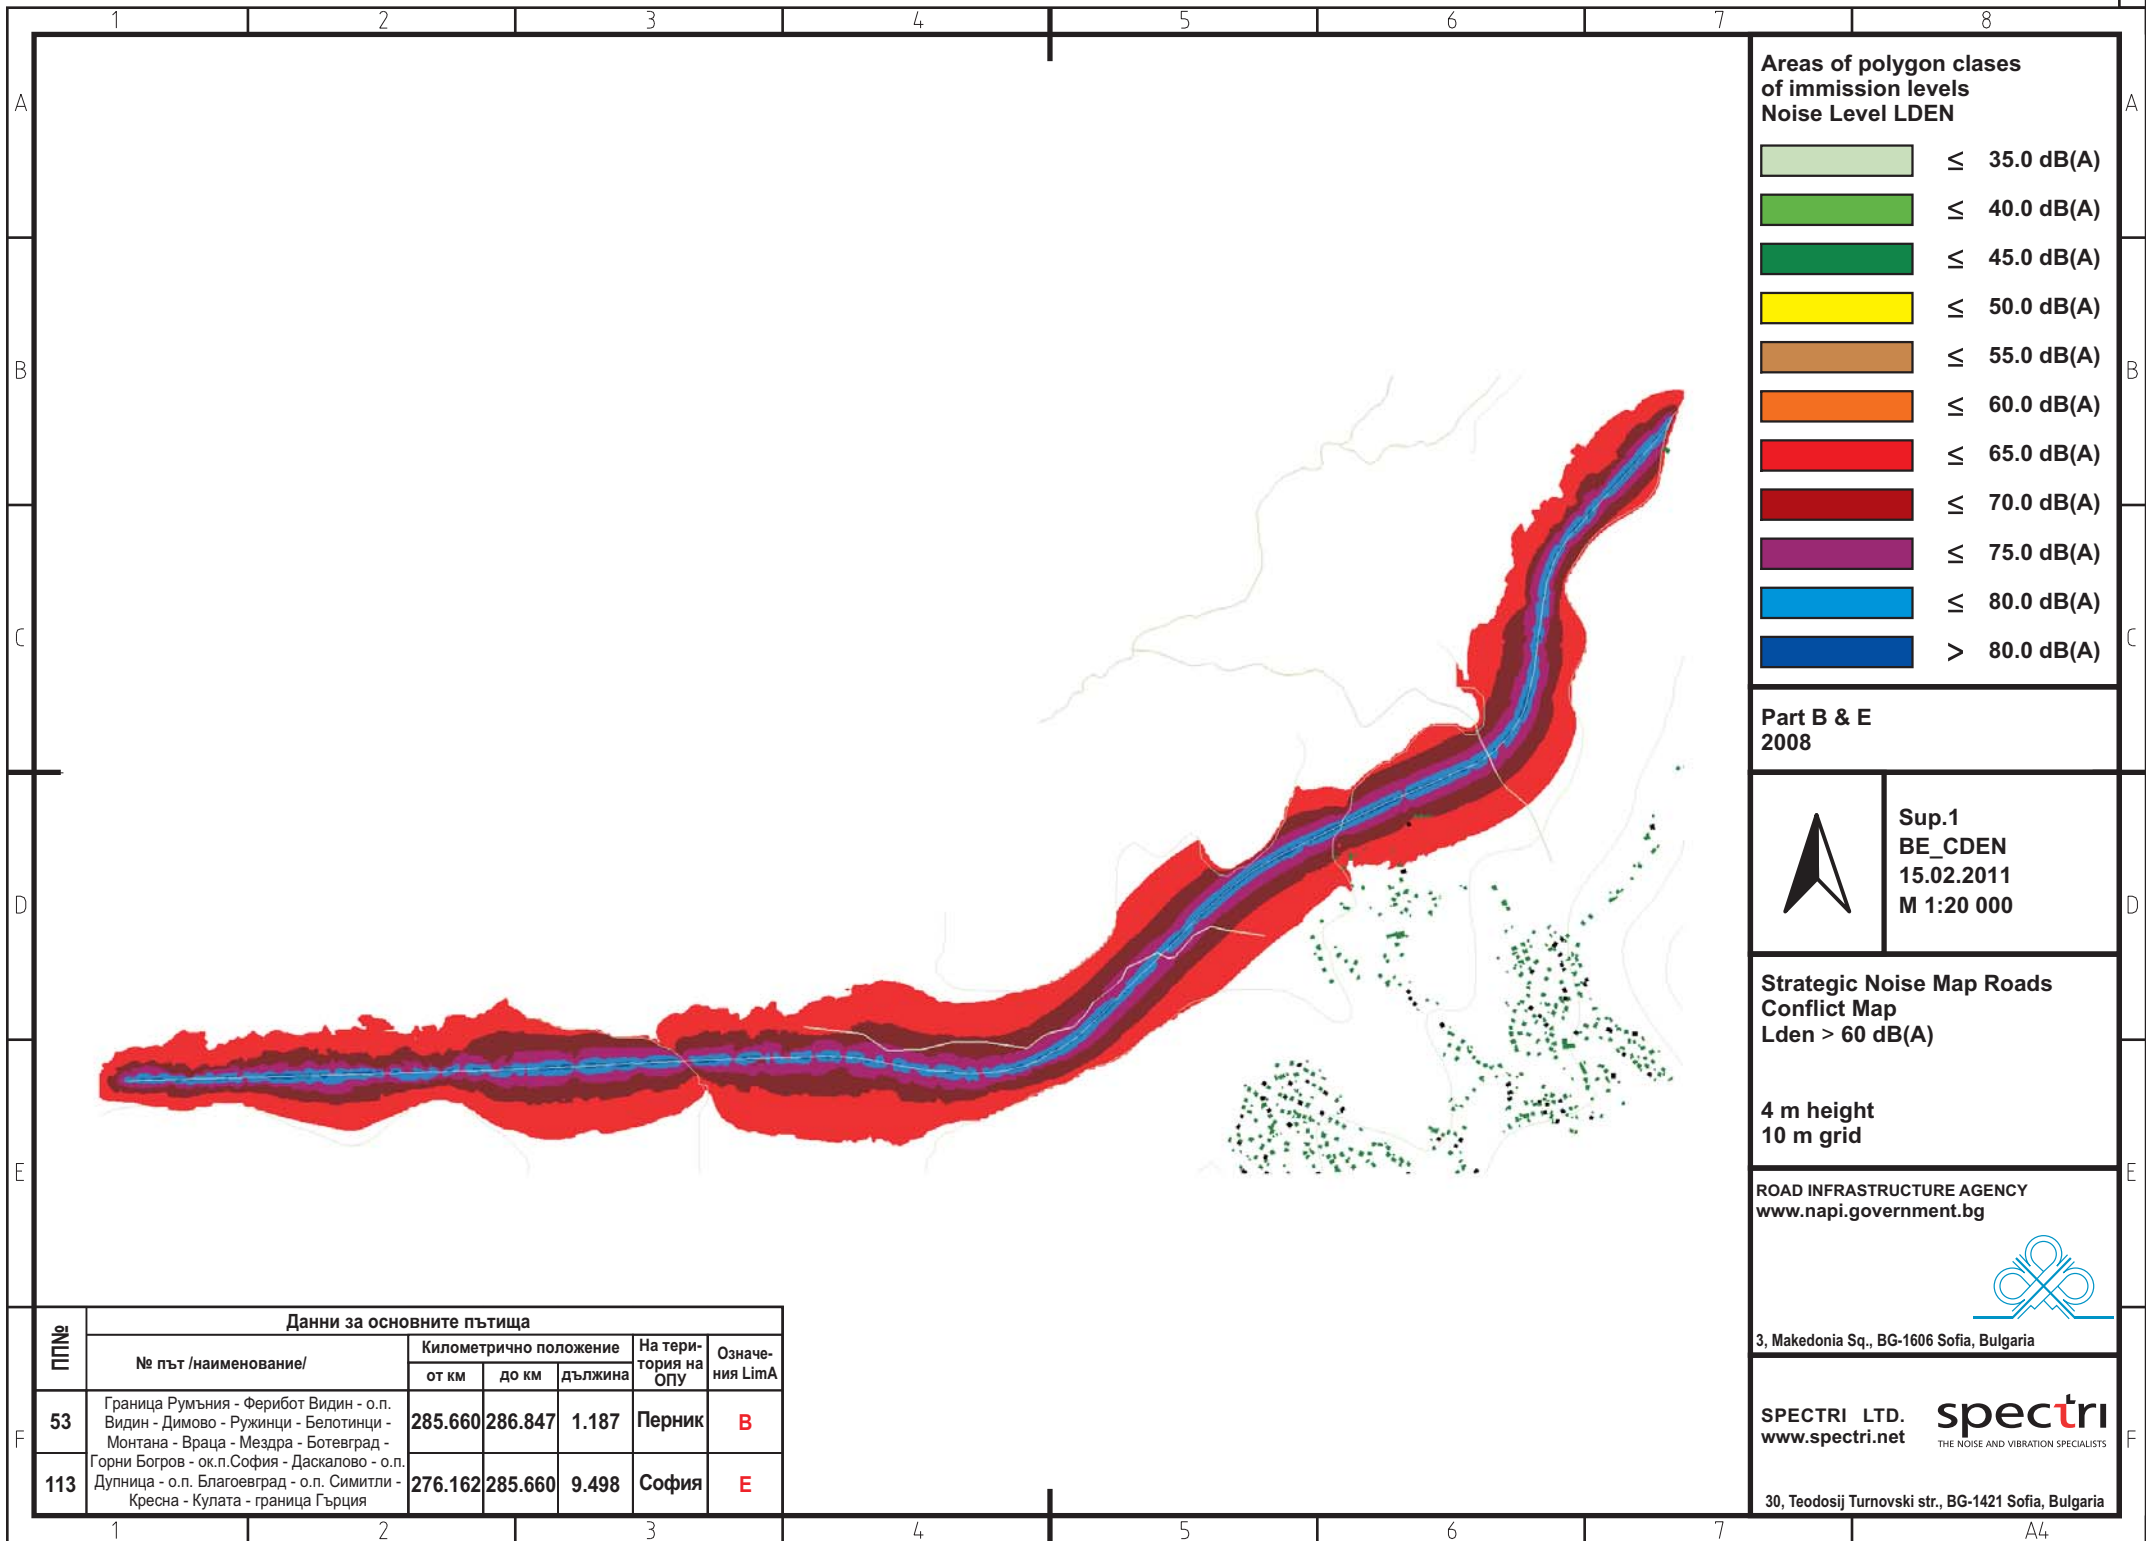 1 2 3 4 5 6 7 8
A A
B B
C C
D D
E E
F F
Areas of polygon clases
of immission levels
Noise Level LDEN
≤ 35.0 dB(A)
≤ 40.0 dB(A)
≤ 45.0 dB(A)
≤ 50.0 dB(A)
≤ 55.0 dB(A)
≤ 60.0 dB(A)
≤ 65.0 dB(A)
≤ 70.0 dB(A)
≤ 75.0 dB(A)
≤ 80.0 dB(A)
> 80.0 dB(A)
Part B & E
2008
Sup.1
BE_CDEN
15.02.2011
M 1:20 000
Strategic Noise Map Roads
Conflict Map
Lden > 60 dB(A)
4 m height
10 m grid
ROAD INFRASTRUCTURE AGENCY
www.napi.government.bg
3, Makedonia Sq., BG-1606 Sofia, Bulgaria
SPECTRI LTD.
www.spectri.net
spectri
THE NOISE AND VIBRATION SPECIALISTS
30, Teodosij Turnovski str., BG-1421 Sofia, Bulgaria
ПП№
Данни за основните пътища
№ път /наименование/
Километрично положение
от км до км дължина
На тери-
тория на
ОПУ
Означе-
ния LimA
53
Граница Румъния - Ферибот Видин - о.п.
Видин - Димово - Ружинци - Белотинци -
Монтана - Враца - Мездра - Ботевград -
285.660 286.847 1.187 Перник B
113
Горни Богров - ок.п.София - Даскалово - о.п.
Дупница - о.п. Благоевград - о.п. Симитли -
Кресна - Кулата - граница Гърция
276.162 285.660 9.498 София E
1 2 3 4 5 6 7 A4